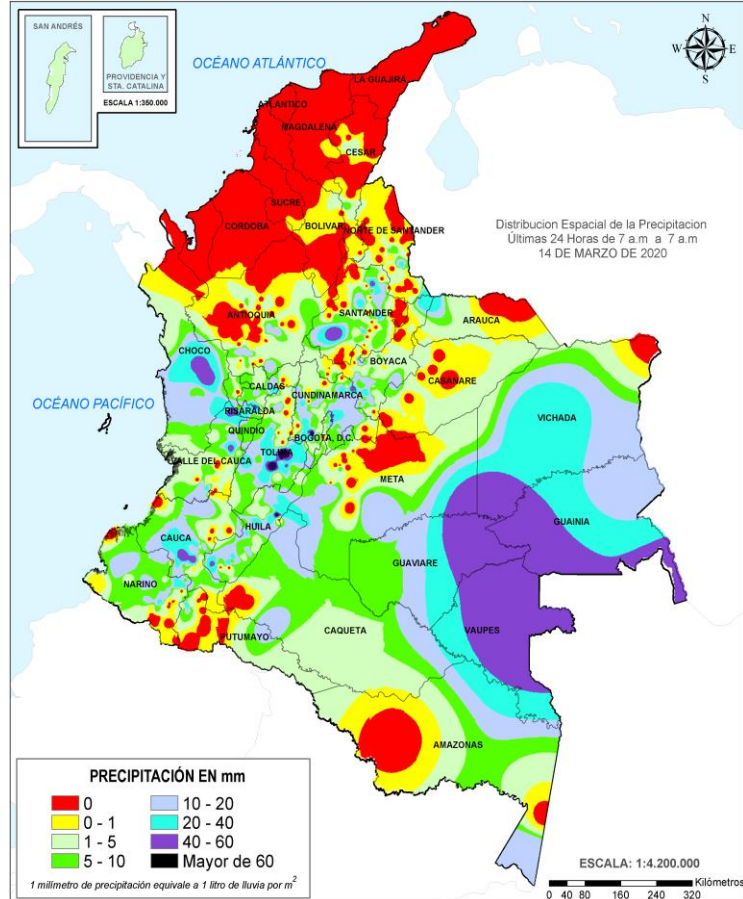 SAN ANDRÉS
PROVIDENCIA Y
STA. CATALINA
ESCALA 1:350.000
OCÉANO ATLÁNTICO
N
W
E
S
LA GUAJIRA
ATLANTICO
MAGDALENA
CESAR
SUCRE
CORDOBA
BOLIVAR
NORTE DE SANTANDER
Distribucion Espacial de la Precipitacion
Últimas 24 Horas de 7 a.m a 7 a.m
14 DE MARZO DE 2020
ANTIOQUIA
SANTANDER
ARAUCA
CHOCO
BOYACA
CASANARE
CALDAS
CUNDINAMARCA
OCÉANO PACÍFICO
RISARALDA
VICHADA
QUINDÍO
BOGOTA, D.C.
TOLIMA
VALLE DEL CAUCA
META
GUAINIA
HUILA
CAUCA
GUAVIARE
NARINO
VAUPES
CAQUETA
PUTUMAYO
AMAZONAS
PRECIPITACIÓN EN mm
0
0 - 1
1 - 5
5 - 10
10 - 20
20 - 40
40 - 60
Mayor de 60
1 milímetro de precipitación equivale a 1 litro de lluvia por m²
ESCALA: 1:4.200.000
Kilómetros
0 40 80 160 240 320